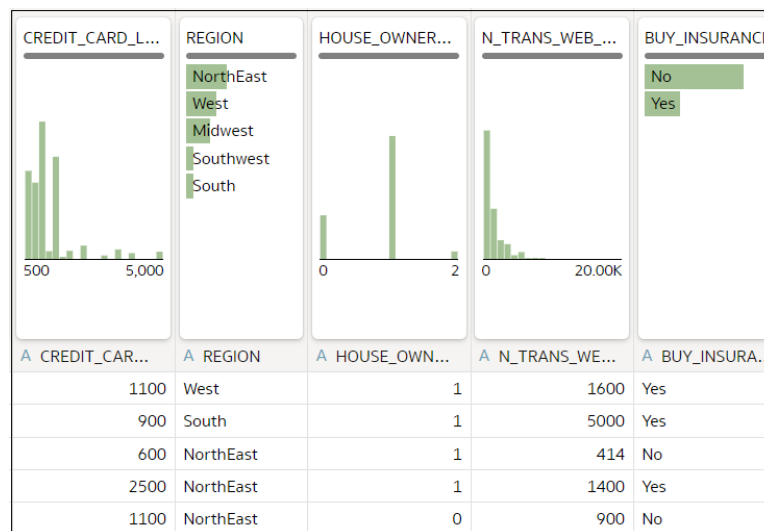 CREDIT_CARD_L... REGION HOUSE_OWNER... N_TRANS_WEB_... BUY_INSURANCE
NorthEast No
West Yes
Midwest
Southwest
South
500 5,000 0 2 0 20.00K
A CREDIT_CAR... A REGION A HOUSE_OWN... A N_TRANS_WE... A BUY_INSURA...
1100 West 1 1600 Yes
900 South 1 5000 Yes
600 NorthEast 1 414 No
2500 NorthEast 1 1400 Yes
1100 NorthEast 0 900 No